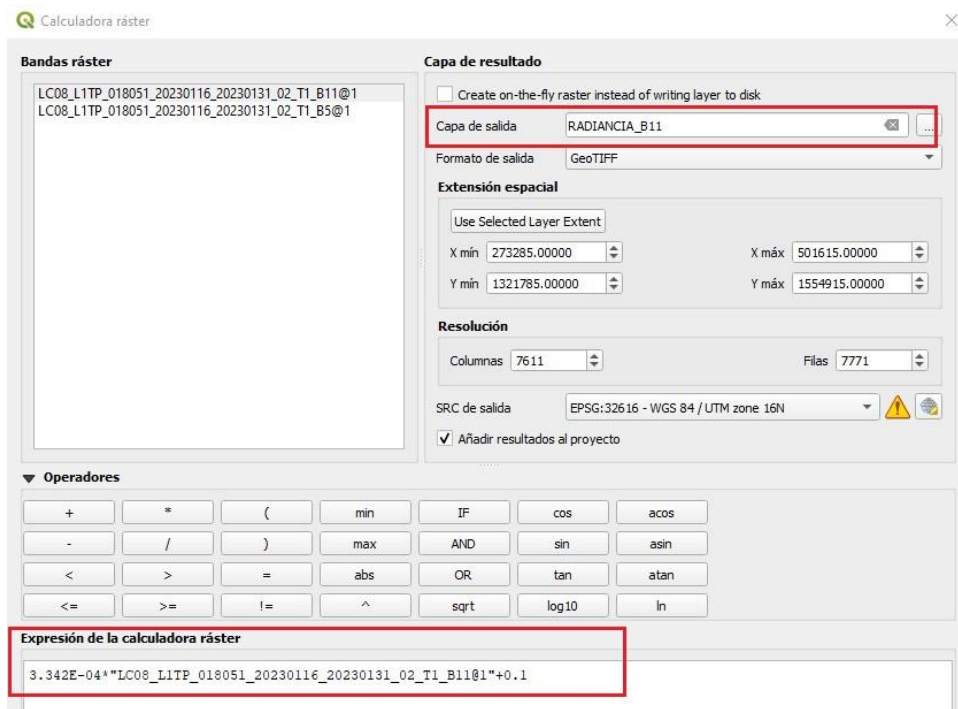 Calculadora ráster
Bandas ráster
LC08_L1TP_018051_20230116_20230131_02_T1_B11@1
LC08_L1TP_018051_20230116_20230131_02_T1_B5@1
Capa de resultado
Create on-the-fly raster instead of writing layer to disk
Capa de salida RADIANCIA_B11 ...
Formato de salida GeoTIFF
Extensión espacial
Use Selected Layer Extent
X mín 273285.00000 X máx 501615.00000
Y mín 1321785.00000 Y máx 1554915.00000
Resolución
Columnas 7611 Filas 7771
SRC de salida EPSG:32616 - WGS 84 / UTM zone 16N
Añadir resultados al proyecto
Operadores
+ * ( min IF cos acos
- / ) max AND sin asin
< > = abs OR tan atan
<= >= != ^ sqrt log10 ln
Expresión de la calculadora ráster
3.342E-04*"LC08_L1TP_018051_20230116_20230131_02_T1_B11@1"+0.1